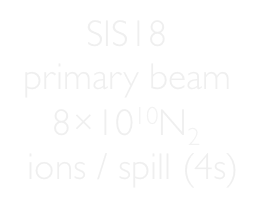 SIS18
primary beam
8×10¹⁰N₂
ions / spill (4s)